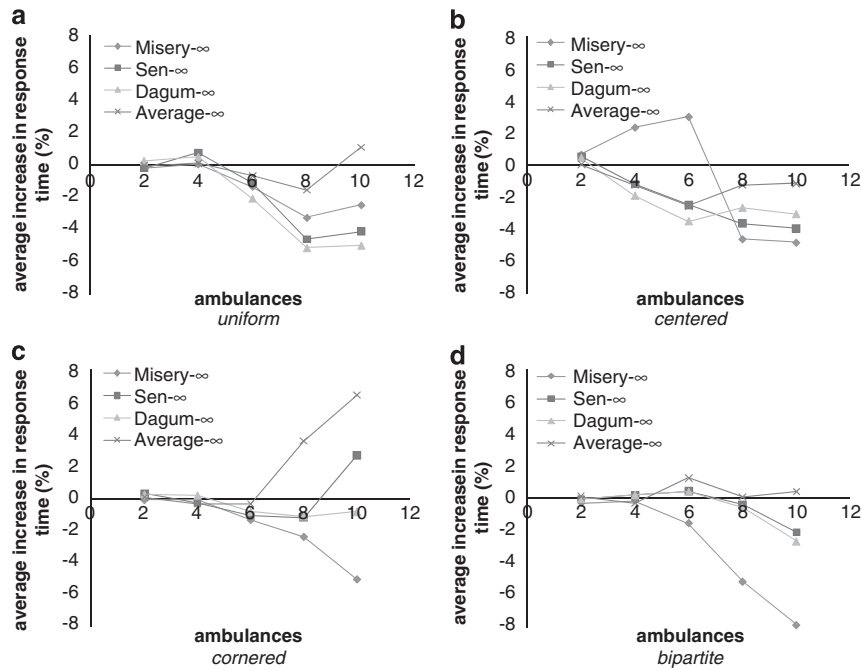 a
average increase in response
time (%)
8
6
4
2
0
-2
-4
-6
-8
Misery-∞
Sen-∞
Dagum-∞
Average-∞
0
2
4
6
8
10
12
ambulances
uniform
b
average increase in response
time (%)
8
6
4
2
0
-2
-4
-6
-8
Misery-∞
Sen-∞
Dagum-∞
Average-∞
0
2
4
6
8
10
12
ambulances
centered
c
average increase in response
time (%)
8
6
4
2
0
-2
-4
-6
-8
Misery-∞
Sen-∞
Dagum-∞
Average-∞
0
2
4
6
8
10
12
ambulances
cornered
d
average increase in response
time (%)
8
6
4
2
0
-2
-4
-6
-8
Misery-∞
Sen-∞
Dagum-∞
Average-∞
0
2
4
6
8
10
12
ambulances
bipartite